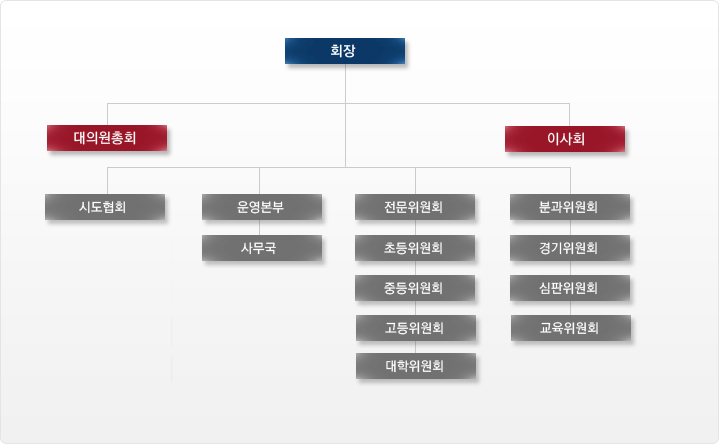 회장
대의원총회
이사회
시도협회
운영본부
전문위원회
분과위원회
사무국
초등위원회
경기위원회
중등위원회
심판위원회
고등위원회
교육위원회
대학위원회